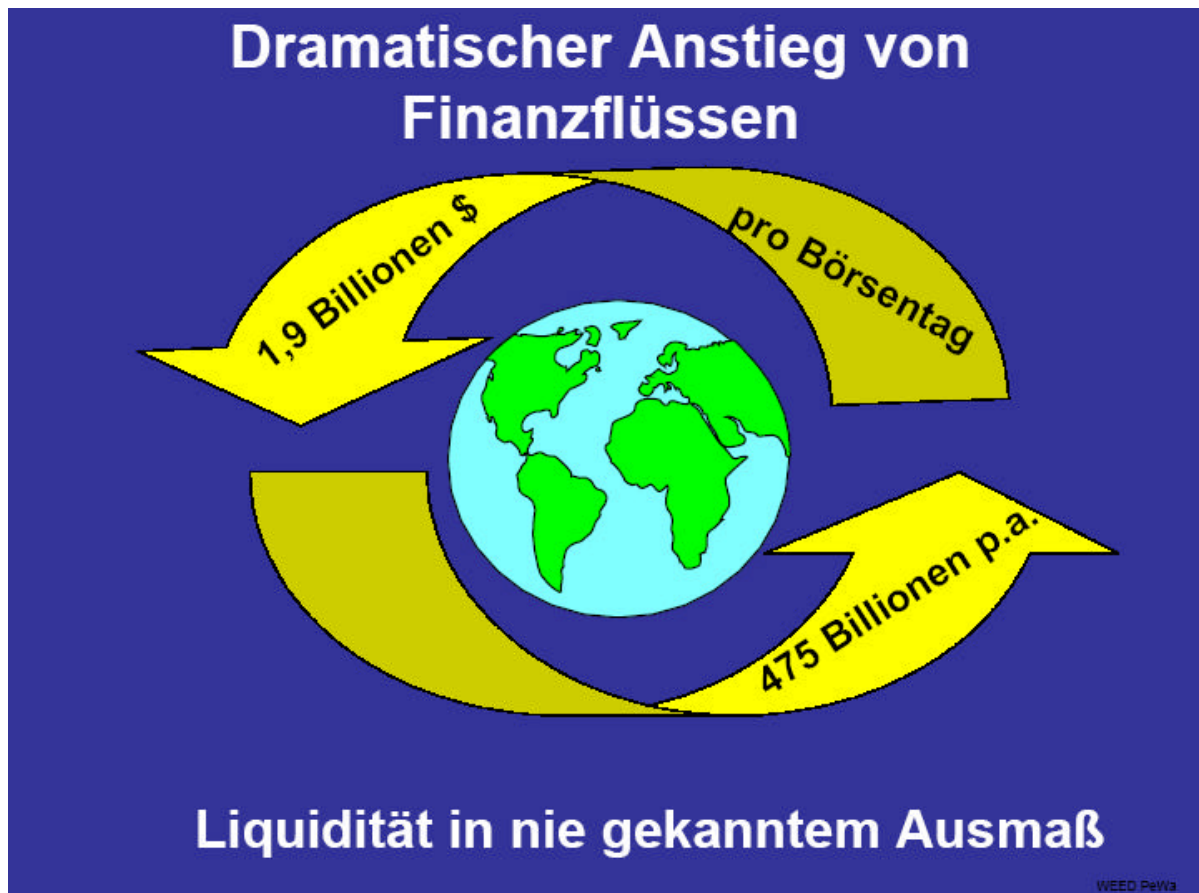 Dramatischer Anstieg von
Finanzflüssen
1,9 Billionen $
pro Börsentag
475 Billionen p.a.
Liquidität in nie gekanntem Ausmaß
WEED PeWa